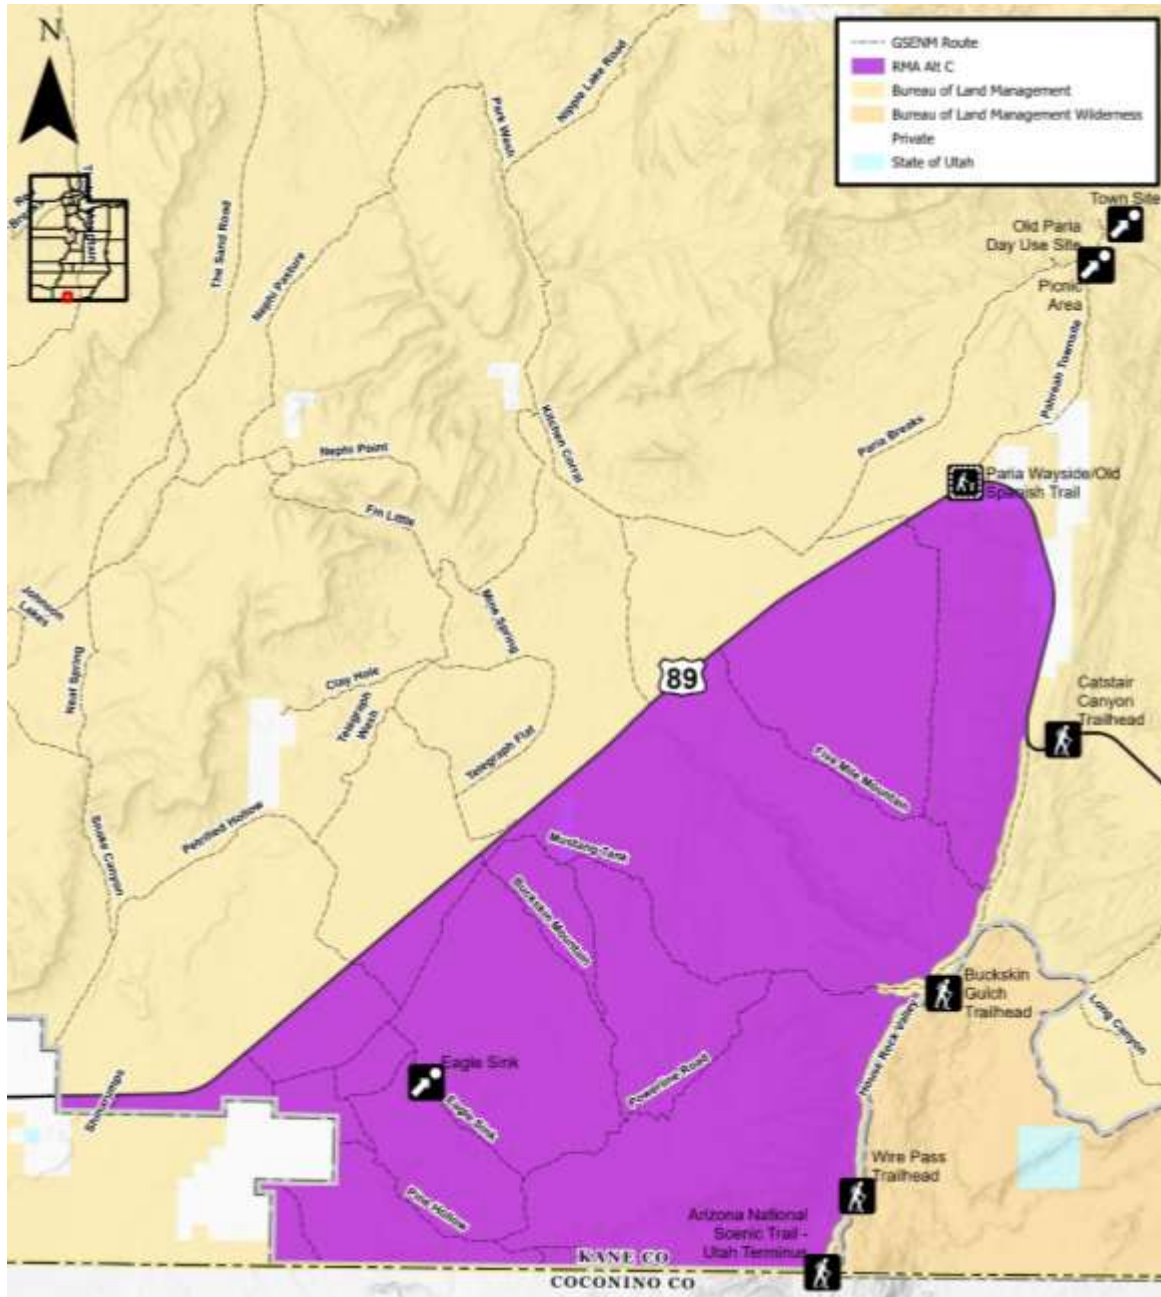 N
GSENM Route
RMA Alt C
Bureau of Land Management
Bureau of Land Management Wilderness
Private
State of Utah
Nipple Lake Road
Park Wash
The Sand Road
Nephi Pasture
Town Site
Old Paria
Day Use Site
Picnic
Area
Pahreah Townsite
Kitchen Corral
Paria Breaks
Nephi Point
Fin Little
Paria Wayside/Old
Spanish Trail
Johnson
Lakes
Mine Spring
Neaf Spring
Clay Hole
Telegraph
Wash
89
Catstair
Canyon
Trailhead
Telegraph Flat
Five Mile Mountain
Petrified Hollow
Snake Canyon
Mustang Tank
Buckskin Mountain
Buckskin
Gulch
Trailhead
Long Canyon
House Rock Valley
Eagle Sink
Eagle Sink
Powerline Road
Shinarumps
Wire Pass
Trailhead
Pine Hollow
Arizona National
Scenic Trail -
Utah Terminus
KANE CO
COCONINO CO